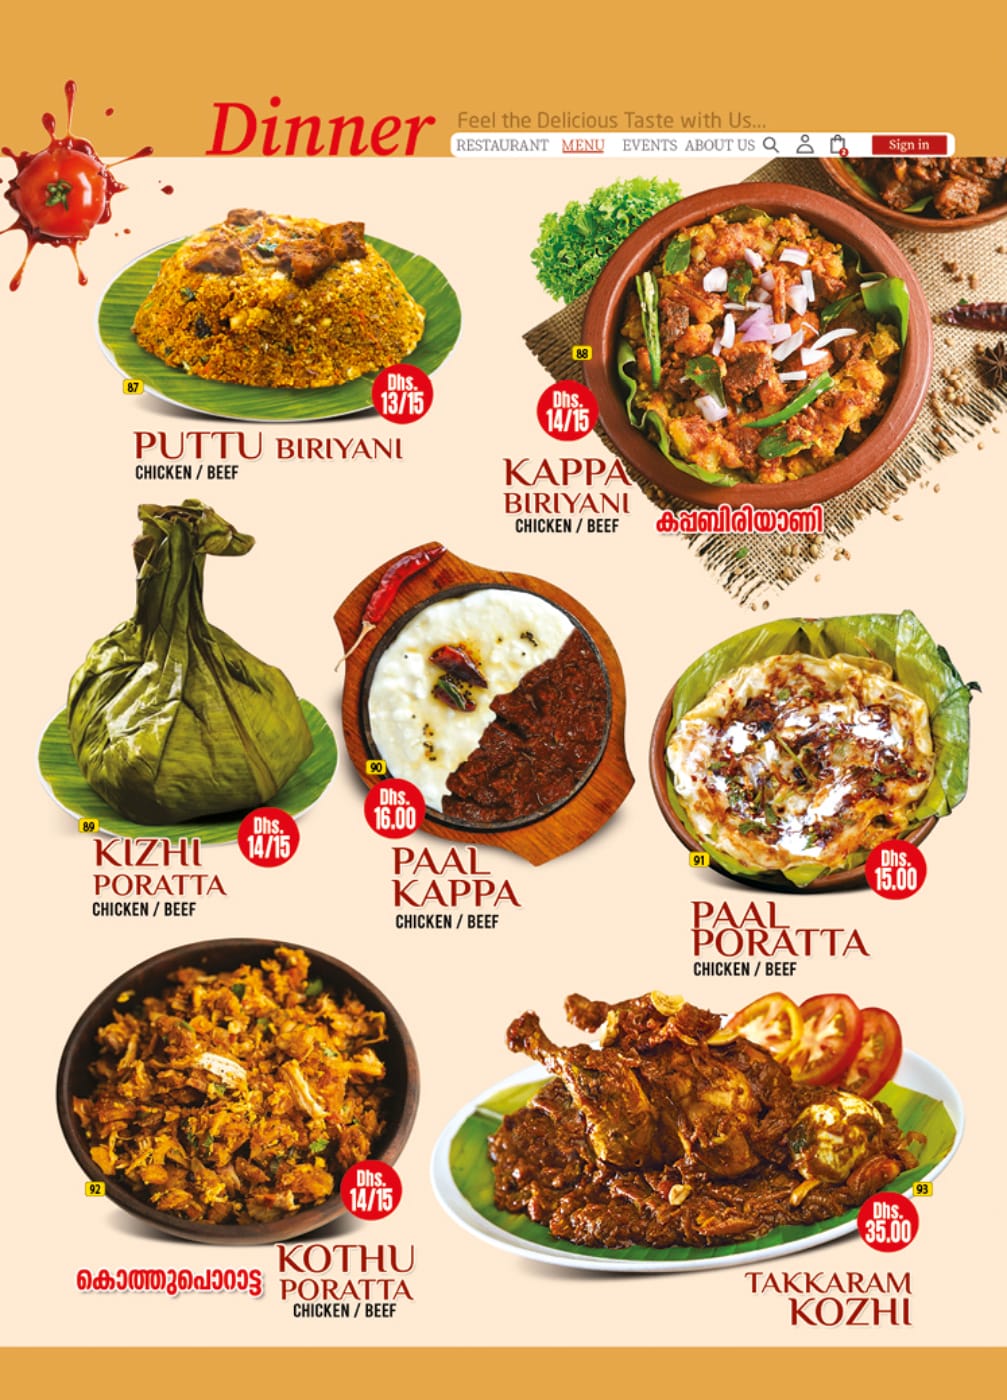 Dinner
Feel the Delicious Taste with Us...
RESTAURANT MENU EVENTS ABOUT US 2 Sign in
87
Dhs.
13/15
PUTTU BIRIYANI
CHICKEN / BEEF
88
Dhs.
14/15
KAPPA
BIRIYANI
CHICKEN / BEEF
കപ്പബിരിയാണി
89
Dhs.
14/15
KIZHI
PORATTA
CHICKEN / BEEF
90
Dhs.
16.00
PAAL
KAPPA
CHICKEN / BEEF
91
Dhs.
15.00
PAAL
PORATTA
CHICKEN / BEEF
92
Dhs.
14/15
കൊത്തുപൊറാട്ട
KOTHU
PORATTA
CHICKEN / BEEF
93
Dhs.
35.00
TAKKARAM
KOZHI